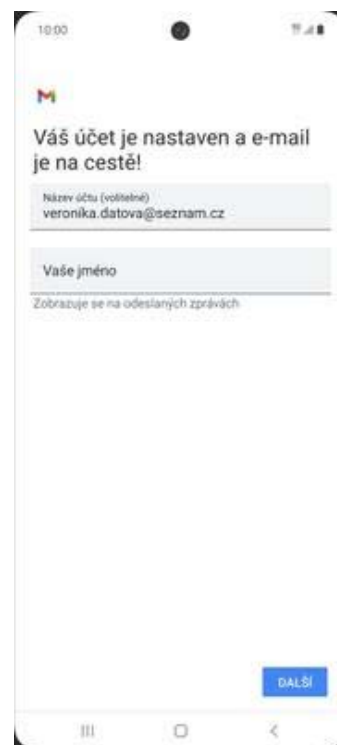 10:00
Váš účet je nastaven a e-mail
je na cestě!
Název účtu (volitelné)
veronika.datova@seznam.cz
Vaše jméno
Zobrazuje se na odeslaných zprávách
DALŠÍ